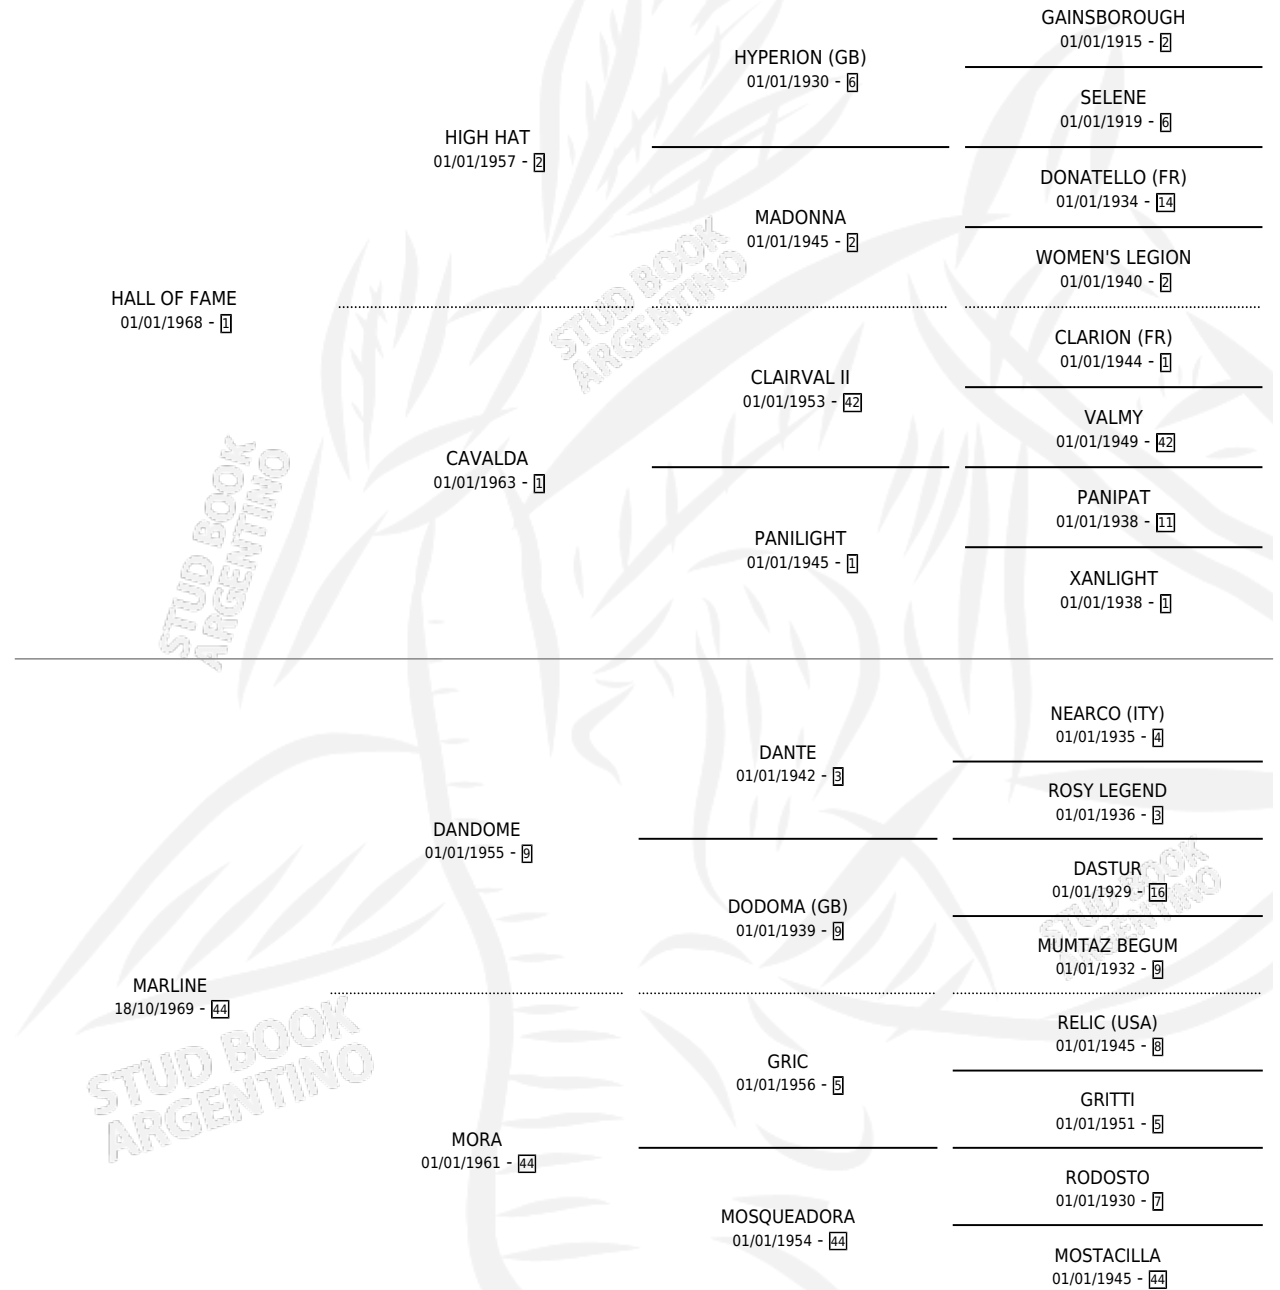 GAINSBOROUGH
01/01/1915 - 2
HYPERION (GB)
01/01/1930 - 6
SELENE
01/01/1919 - 6
HIGH HAT
01/01/1957 - 2
DONATELLO (FR)
01/01/1934 - 14
MADONNA
01/01/1945 - 2
WOMEN'S LEGION
01/01/1940 - 2
STUD BOOK
ARGENTINO
HALL OF FAME
01/01/1968 - 1
CLARION (FR)
01/01/1944 - 1
CLAIRVAL II
01/01/1953 - 42
VALMY
01/01/1949 - 42
CAVALDA
01/01/1963 - 1
PANIPAT
01/01/1938 - 11
PANILIGHT
01/01/1945 - 1
XANLIGHT
01/01/1938 - 1
STUD BOOK
ARGENTINO
NEARCO (ITY)
01/01/1935 - 4
DANTE
01/01/1942 - 3
ROSY LEGEND
01/01/1936 - 3
DANDOME
01/01/1955 - 9
DASTUR
01/01/1929 - 16
DODOMA (GB)
01/01/1939 - 9
MUMTAZ BEGUM
01/01/1932 - 9
STUD BOOK
ARGENTINO
MARLINE
18/10/1969 - 44
RELIC (USA)
01/01/1945 - 8
GRIC
01/01/1956 - 5
GRITTI
01/01/1951 - 5
STUD BOOK
ARGENTINO
MORA
01/01/1961 - 44
RODOSTO
01/01/1930 - 7
MOSQUEADORA
01/01/1954 - 44
MOSTACILLA
01/01/1945 - 44